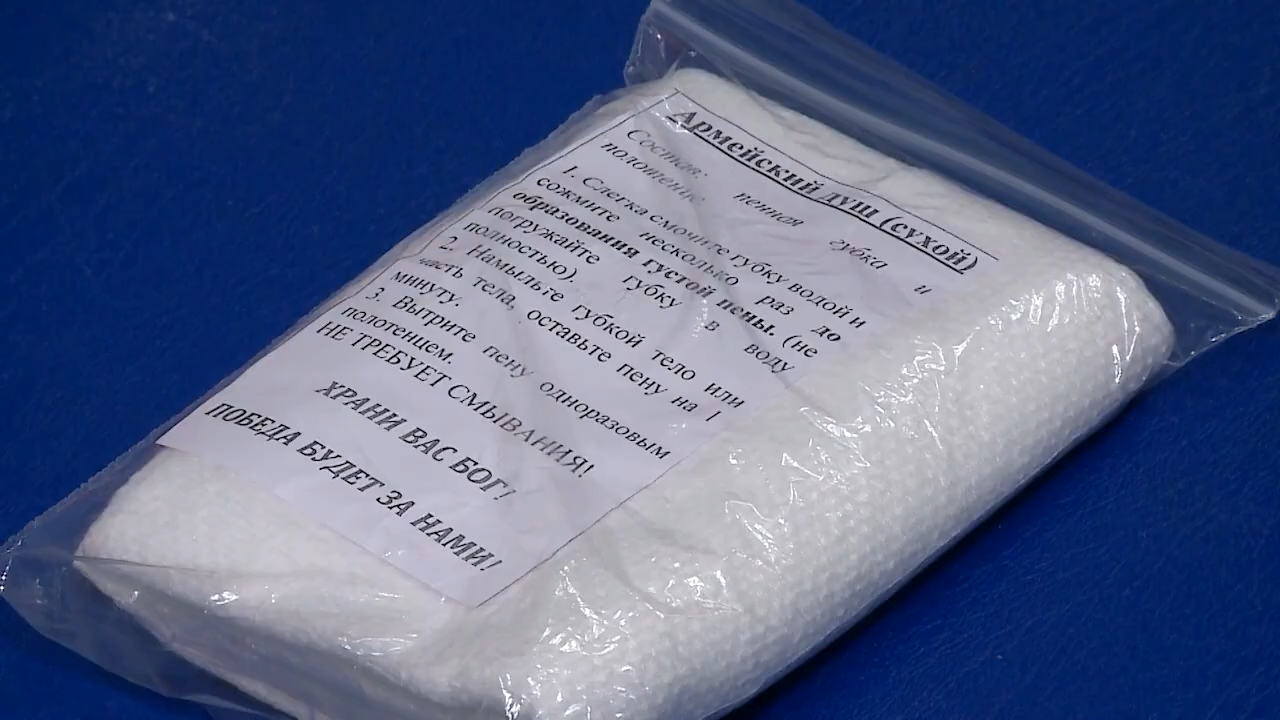 Армейский душ (сухой)
Состав: пенная губка и
полотенце.
1. Слегка смочите губку водой и
сожмите несколько раз до
образования густой пены. (не
погружайте губку в воду
полностью).
2. Намыльте губкой тело или
часть тела, оставьте пену на 1
минуту.
3. Вытрите пену одноразовым
полотенцем.
НЕ ТРЕБУЕТ СМЫВАНИЯ!
ХРАНИ ВАС БОГ!
ПОБЕДА БУДЕТ ЗА НАМИ!